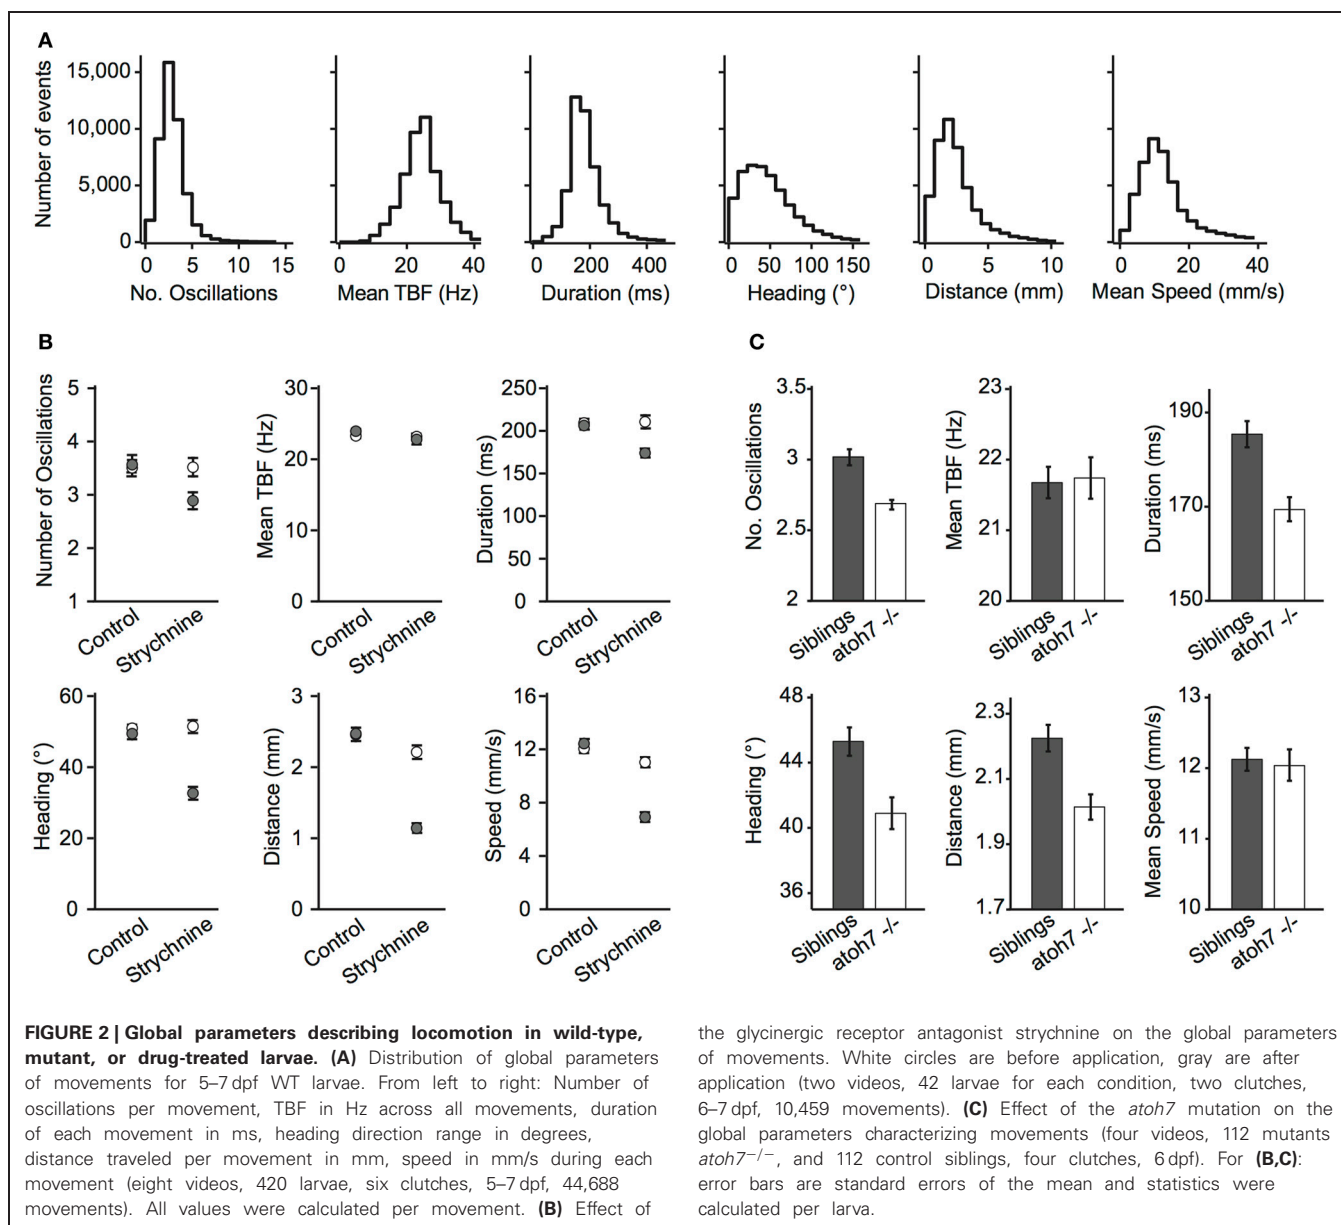 A
Number of events
15,000
10,000
5,000
0
0 5 10 15
No. Oscillations
0 20 40
Mean TBF (Hz)
0 200 400
Duration (ms)
0 50 100 150
Heading (°)
0 5 10
Distance (mm)
0 20 40
Mean Speed (mm/s)
B
Number of Oscillations
5
4
3
2
1
Control
Strychnine
Mean TBF (Hz)
30
20
10
0
Control
Strychnine
Duration (ms)
250
200
150
100
50
0
Control
Strychnine
Heading (°)
60
40
20
0
Control
Strychnine
Distance (mm)
3
2
1
0
Control
Strychnine
Speed (mm/s)
16
12
8
4
0
Control
Strychnine
C
No. Oscillations
3.5
3
2.5
2
Siblings
atoh7 -/-
Mean TBF (Hz)
23
22
21
20
Siblings
atoh7 -/-
Duration (ms)
190
170
150
Siblings
atoh7 -/-
Heading (°)
48
44
40
36
Siblings
atoh7 -/-
Distance (mm)
2.3
2.1
1.9
1.7
Siblings
atoh7 -/-
Mean Speed (mm/s)
13
12
11
10
Siblings
atoh7 -/-
FIGURE 2 | Global parameters describing locomotion in wild-type,
mutant, or drug-treated larvae. (A) Distribution of global parameters
of movements for 5–7 dpf WT larvae. From left to right: Number of
oscillations per movement, TBF in Hz across all movements, duration
of each movement in ms, heading direction range in degrees,
distance traveled per movement in mm, speed in mm/s during each
movement (eight videos, 420 larvae, six clutches, 5–7 dpf, 44,688
movements). All values were calculated per movement. (B) Effect of
the glycinergic receptor antagonist strychnine on the global parameters
of movements. White circles are before application, gray are after
application (two videos, 42 larvae for each condition, two clutches,
6–7 dpf, 10,459 movements). (C) Effect of the atoh7 mutation on the
global parameters characterizing movements (four videos, 112 mutants
atoh7−/−, and 112 control siblings, four clutches, 6 dpf). For (B,C):
error bars are standard errors of the mean and statistics were
calculated per larva.